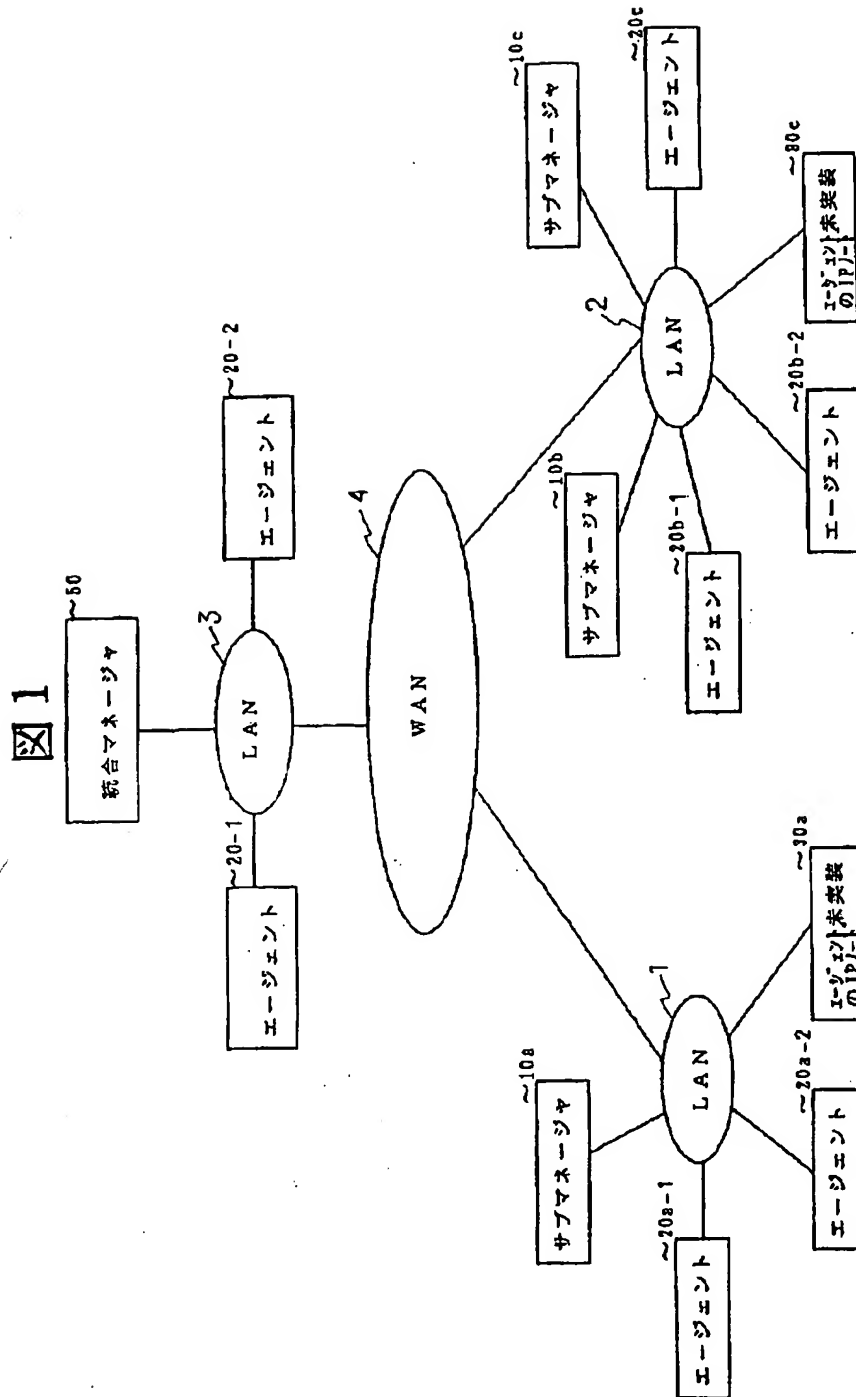 図1
統合マネージャ
~50
エージェント
~20-1
LAN
3
エージェント
~20-2
WAN
4
サブマネージャ
~10a
エージェント
~20a-1
LAN
1
エージェント
~20a-2
エージェント未実装
のIPノード
~30a
サブマネージャ
~10b
サブマネージャ
~10c
エージェント
~20b-1
LAN
2
エージェント
~20c
エージェント
~20b-2
エージェント未実装
のIPノード
~30c